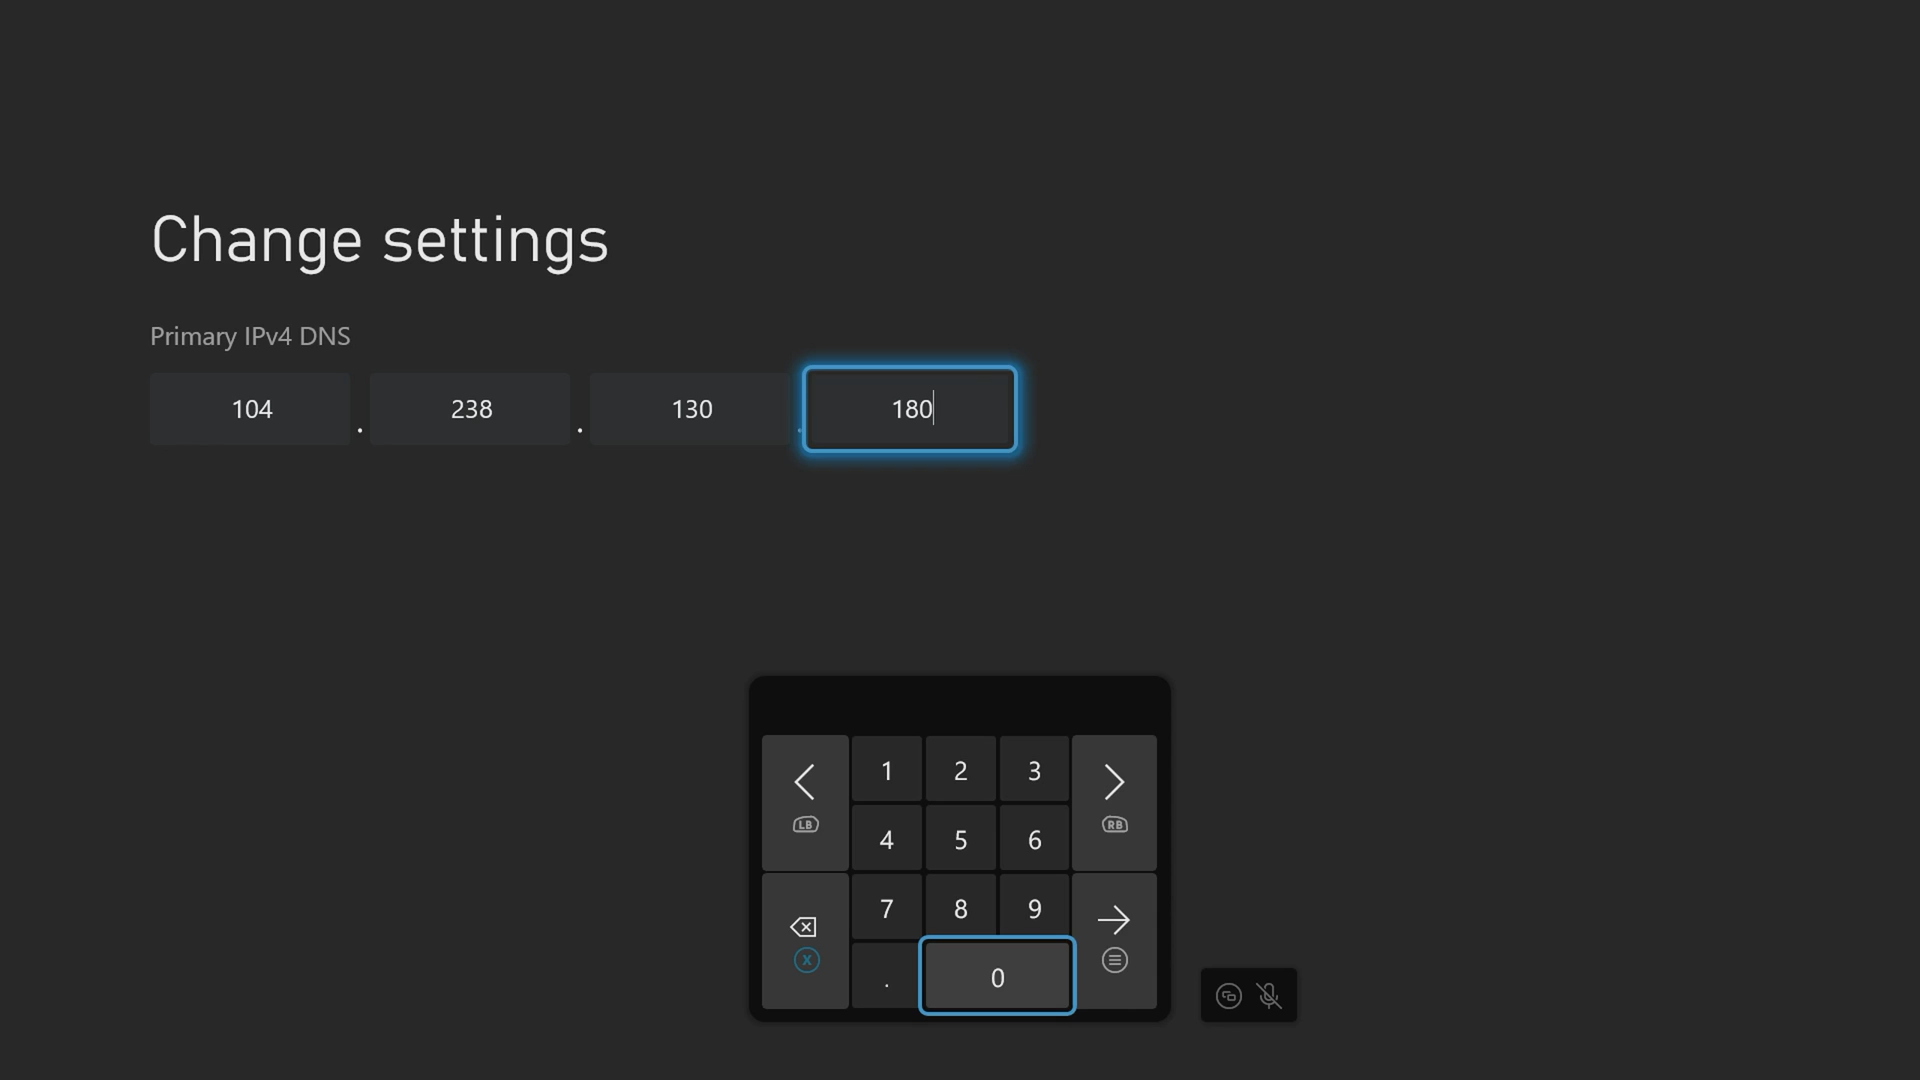 Change settings
Primary IPv4 DNS
104 . 238 . 130 . 180
1 2 3
LB RB
4 5 6
7 8 9
X
. 0